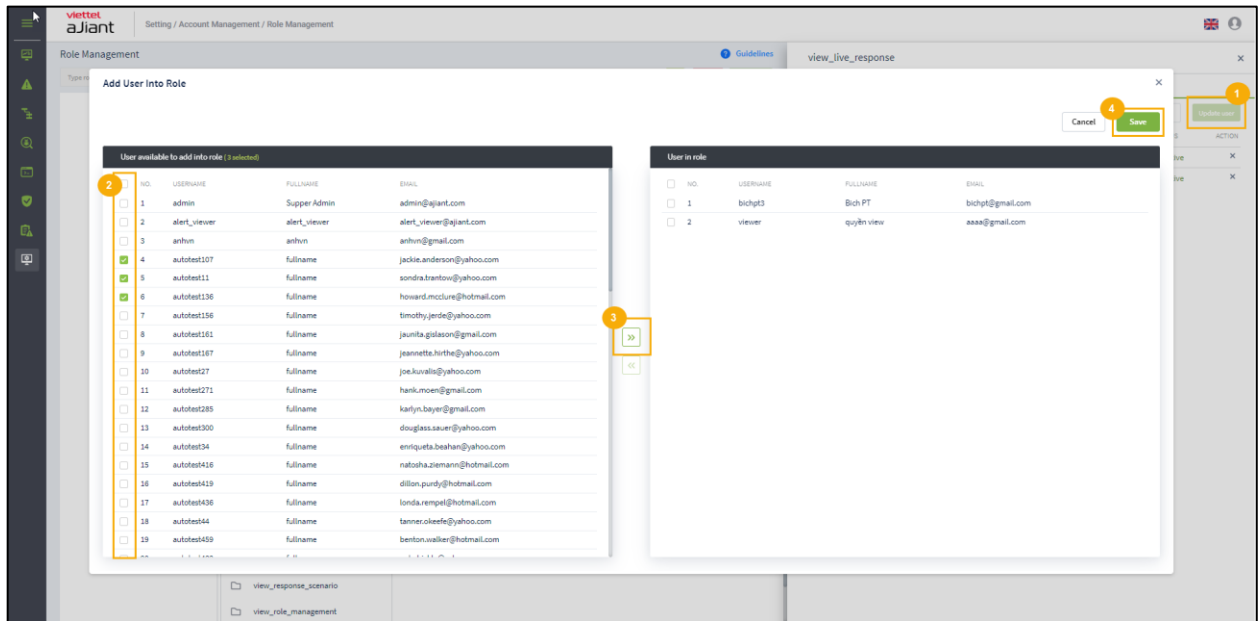 viettel
aJiant
Setting / Account Management / Role Management
Role Management
Guidelines
view_live_response
Add User Into Role
1
Update user
4
Cancel
Save
User available to add into role (3 selected)
2
NO. USERNAME FULLNAME EMAIL
1 admin Supper Admin admin@ajiant.com
2 alert_viewer alert_viewer alert_viewer@ajiant.com
3 anhvn anhvn anhvn@gmail.com
4 autotest107 fullname jackie.anderson@yahoo.com
5 autotest11 fullname sondra.trantow@yahoo.com
6 autotest136 fullname howard.mcclure@hotmail.com
7 autotest156 fullname timothy.jerde@yahoo.com
8 autotest161 fullname jaunita.gislason@gmail.com
9 autotest167 fullname jeannette.hirthe@yahoo.com
10 autotest27 fullname joe.kuvalis@yahoo.com
11 autotest271 fullname hank.moen@gmail.com
12 autotest285 fullname karlyn.bayer@gmail.com
13 autotest300 fullname douglass.sauer@yahoo.com
14 autotest34 fullname enriqueta.beahan@yahoo.com
15 autotest416 fullname natosha.ziemann@hotmail.com
16 autotest419 fullname dillon.purdy@hotmail.com
17 autotest436 fullname londa.rempel@hotmail.com
18 autotest44 fullname tanner.okeefe@yahoo.com
19 autotest459 fullname benton.walker@hotmail.com
3
User in role
NO. USERNAME FULLNAME EMAIL
1 bichpt3 Bich PT bichpt@gmail.com
2 viewer quyền view aaaa@gmail.com
ACTION
view_response_scenario
view_role_management